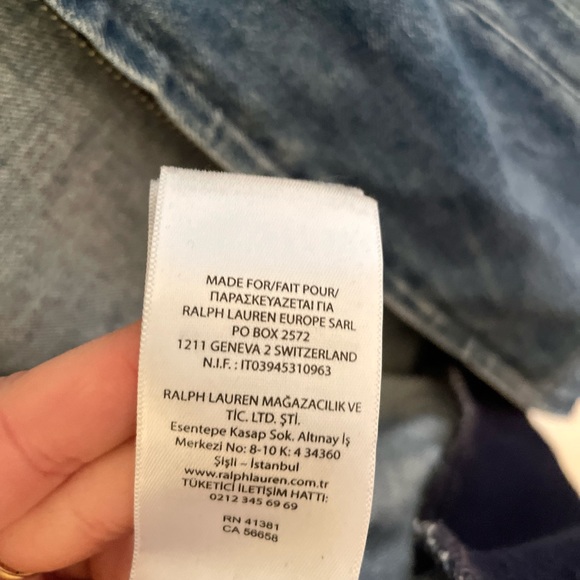 MADE FOR/FAIT POUR/
ΠΑΡΑΣΚΕΥΑΖΕΤΑΙ ΓΙΑ
RALPH LAUREN EUROPE SARL
PO BOX 2572
1211 GENEVA 2 SWITZERLAND
N.I.F. : IT03945310963
RALPH LAUREN MAĞAZACILIK VE
TİC. LTD. ŞTİ.
Esentepe Kasap Sok. Altınay İş
Merkezi No: 8-10 K: 4 34360
Şişli – İstanbul
www.ralphlauren.com.tr
TÜKETİCİ İLETİŞİM HATTI:
0212 345 69 69
RN 41381
CA 56658